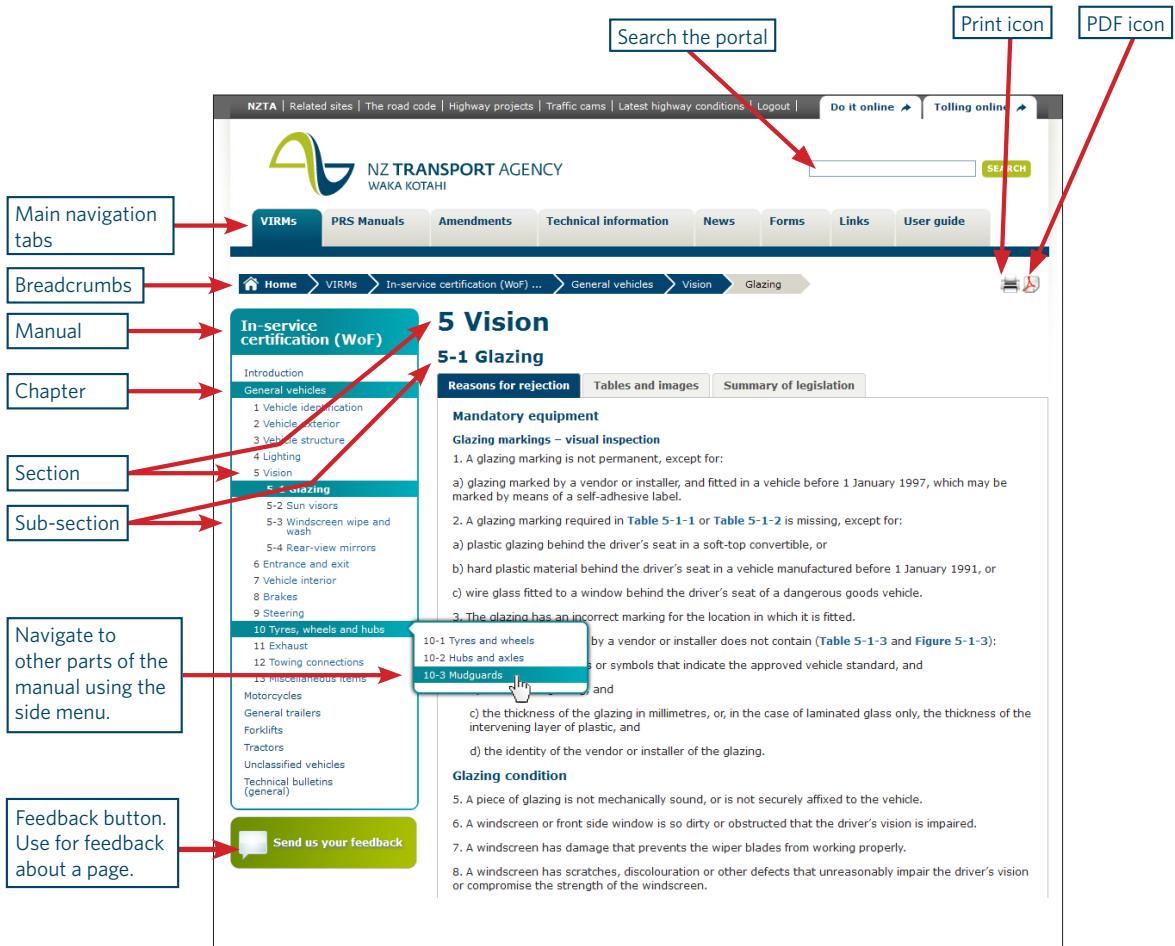 Print icon
PDF icon
Search the portal
NZTA | Related sites | The road code | Highway projects | Traffic cams | Latest highway conditions | Logout |
Do it online
Tolling online
NZ TRANSPORT AGENCY
WAKA KOTAHI
SEARCH
Main navigation
tabs
VIRMs
PRS Manuals
Amendments
Technical information
News
Forms
Links
User guide
Breadcrumbs
Home
VIRMs
In-service certification (WoF) ...
General vehicles
Vision
Glazing
Manual
Chapter
Section
Sub-section
Navigate to
other parts of the
manual using the
side menu.
Feedback button.
Use for feedback
about a page.
In-service
certification (WoF)
Introduction
General vehicles
1 Vehicle identification
2 Vehicle exterior
3 Vehicle structure
4 Lighting
5 Vision
5-1 Glazing
5-2 Sun visors
5-3 Windscreen wipe and
wash
5-4 Rear-view mirrors
6 Entrance and exit
7 Vehicle interior
8 Brakes
9 Steering
10 Tyres, wheels and hubs
11 Exhaust
12 Towing connections
13 Miscellaneous items
Motorcycles
General trailers
Forklifts
Tractors
Unclassified vehicles
Technical bulletins
(general)
Send us your feedback
10-1 Tyres and wheels
10-2 Hubs and axles
10-3 Mudguards
5 Vision
5-1 Glazing
Reasons for rejection
Tables and images
Summary of legislation
Mandatory equipment
Glazing markings – visual inspection
1. A glazing marking is not permanent, except for:
a) glazing marked by a vendor or installer, and fitted in a vehicle before 1 January 1997, which may be
marked by means of a self-adhesive label.
2. A glazing marking required in Table 5-1-1 or Table 5-1-2 is missing, except for:
a) plastic glazing behind the driver's seat in a soft-top convertible, or
b) hard plastic material behind the driver's seat in a vehicle manufactured before 1 January 1991, or
c) wire glass fitted to a window behind the driver's seat of a dangerous goods vehicle.
3. The glazing has an incorrect marking for the location in which it is fitted.
by a vendor or installer does not contain (Table 5-1-3 and Figure 5-1-3):
or symbols that indicate the approved vehicle standard, and
and
c) the thickness of the glazing in millimetres, or, in the case of laminated glass only, the thickness of the
intervening layer of plastic, and
d) the identity of the vendor or installer of the glazing.
Glazing condition
5. A piece of glazing is not mechanically sound, or is not securely affixed to the vehicle.
6. A windscreen or front side window is so dirty or obstructed that the driver's vision is impaired.
7. A windscreen has damage that prevents the wiper blades from working properly.
8. A windscreen has scratches, discolouration or other defects that unreasonably impair the driver's vision
or compromise the strength of the windscreen.